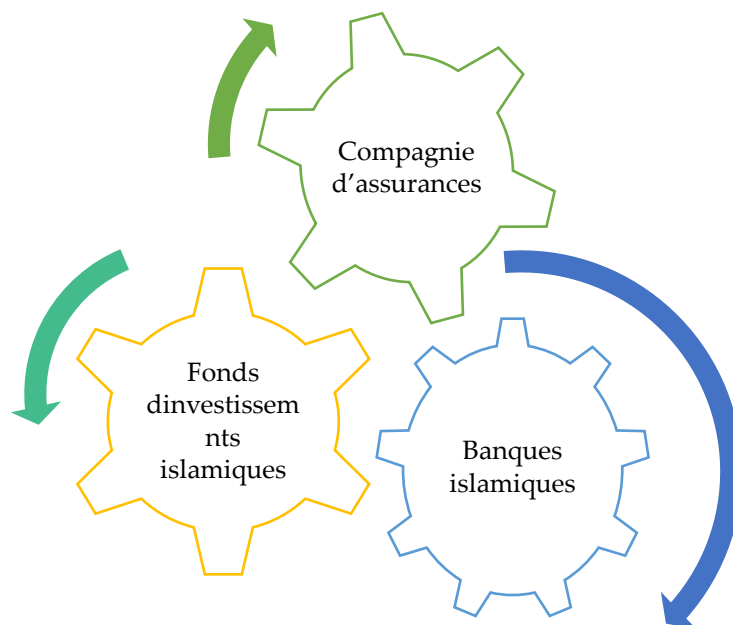 Compagnie
d’assurances
Fonds
dinvestissem
nts
islamiques
Banques
islamiques